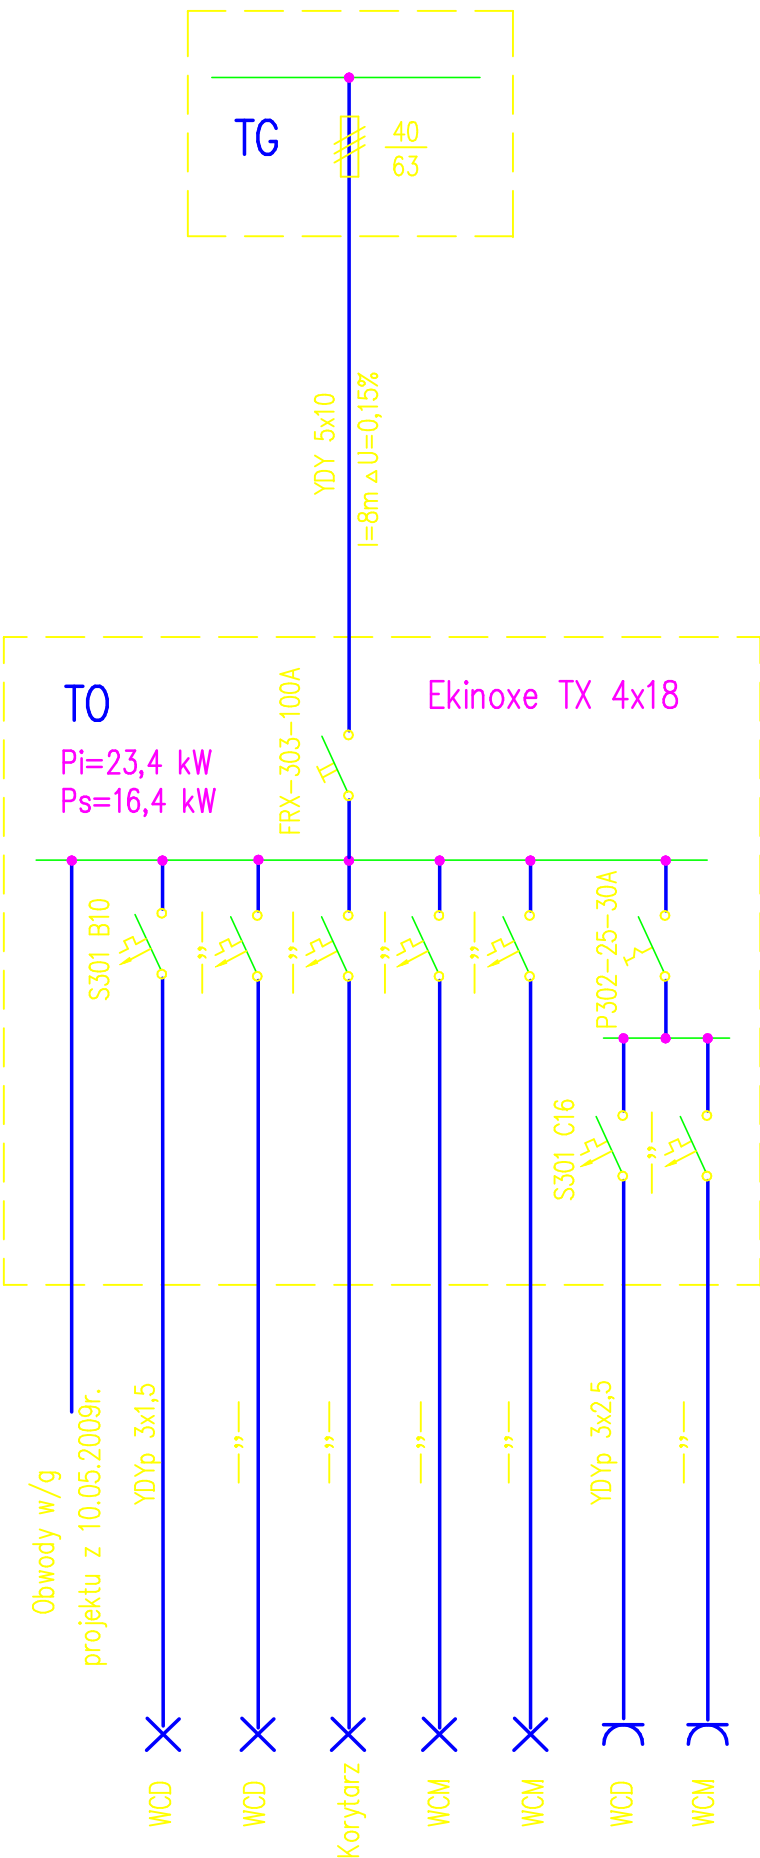 TG
40
63
YDY 5x10
l=8m ΔU=0,15%
TO
Ekinoxe TX 4x18
Pi=23,4 kW
Ps=16,4 kW
FRX-303-100A
S301 B10
—„—
—„—
—„—
—„—
P302-25-30A
S301 C16
—„—
Obwody w/g
projektu z 10.05.2009r.
YDYp 3x1,5
—„—
—„—
—„—
—„—
YDYp 3x2,5
—„—
WCD
WCD
Korytarz
WCM
WCM
WCD
WCM